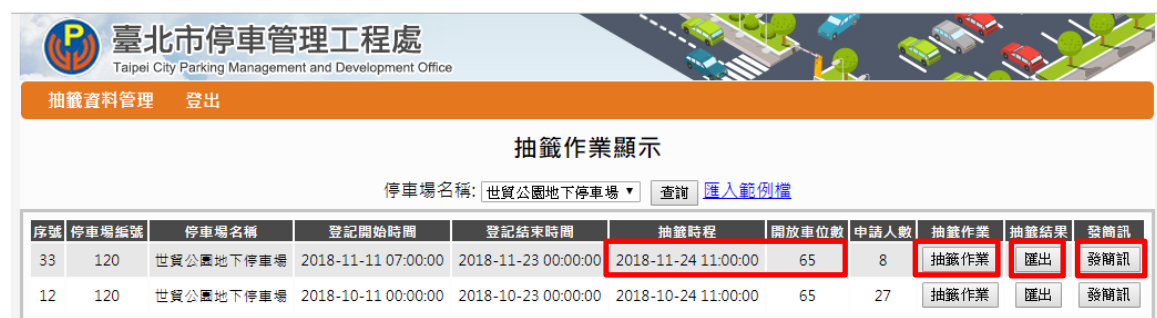 臺北市停車管理工程處
Taipei City Parking Management and Development Office
抽籤資料管理 登出
抽籤作業顯示
停車場名稱: 世貿公園地下停車場 查詢 匯入範例檔
序號 停車場編號 停車場名稱 登記開始時間 登記結束時間 抽籤時程 開放車位數 申請人數 抽籤作業 抽籤結果 發簡訊
33 120 世貿公園地下停車場 2018-11-11 07:00:00 2018-11-23 00:00:00 2018-11-24 11:00:00 65 8 抽籤作業 匯出 發簡訊
12 120 世貿公園地下停車場 2018-10-11 00:00:00 2018-10-23 00:00:00 2018-10-24 11:00:00 65 27 抽籤作業 匯出 發簡訊